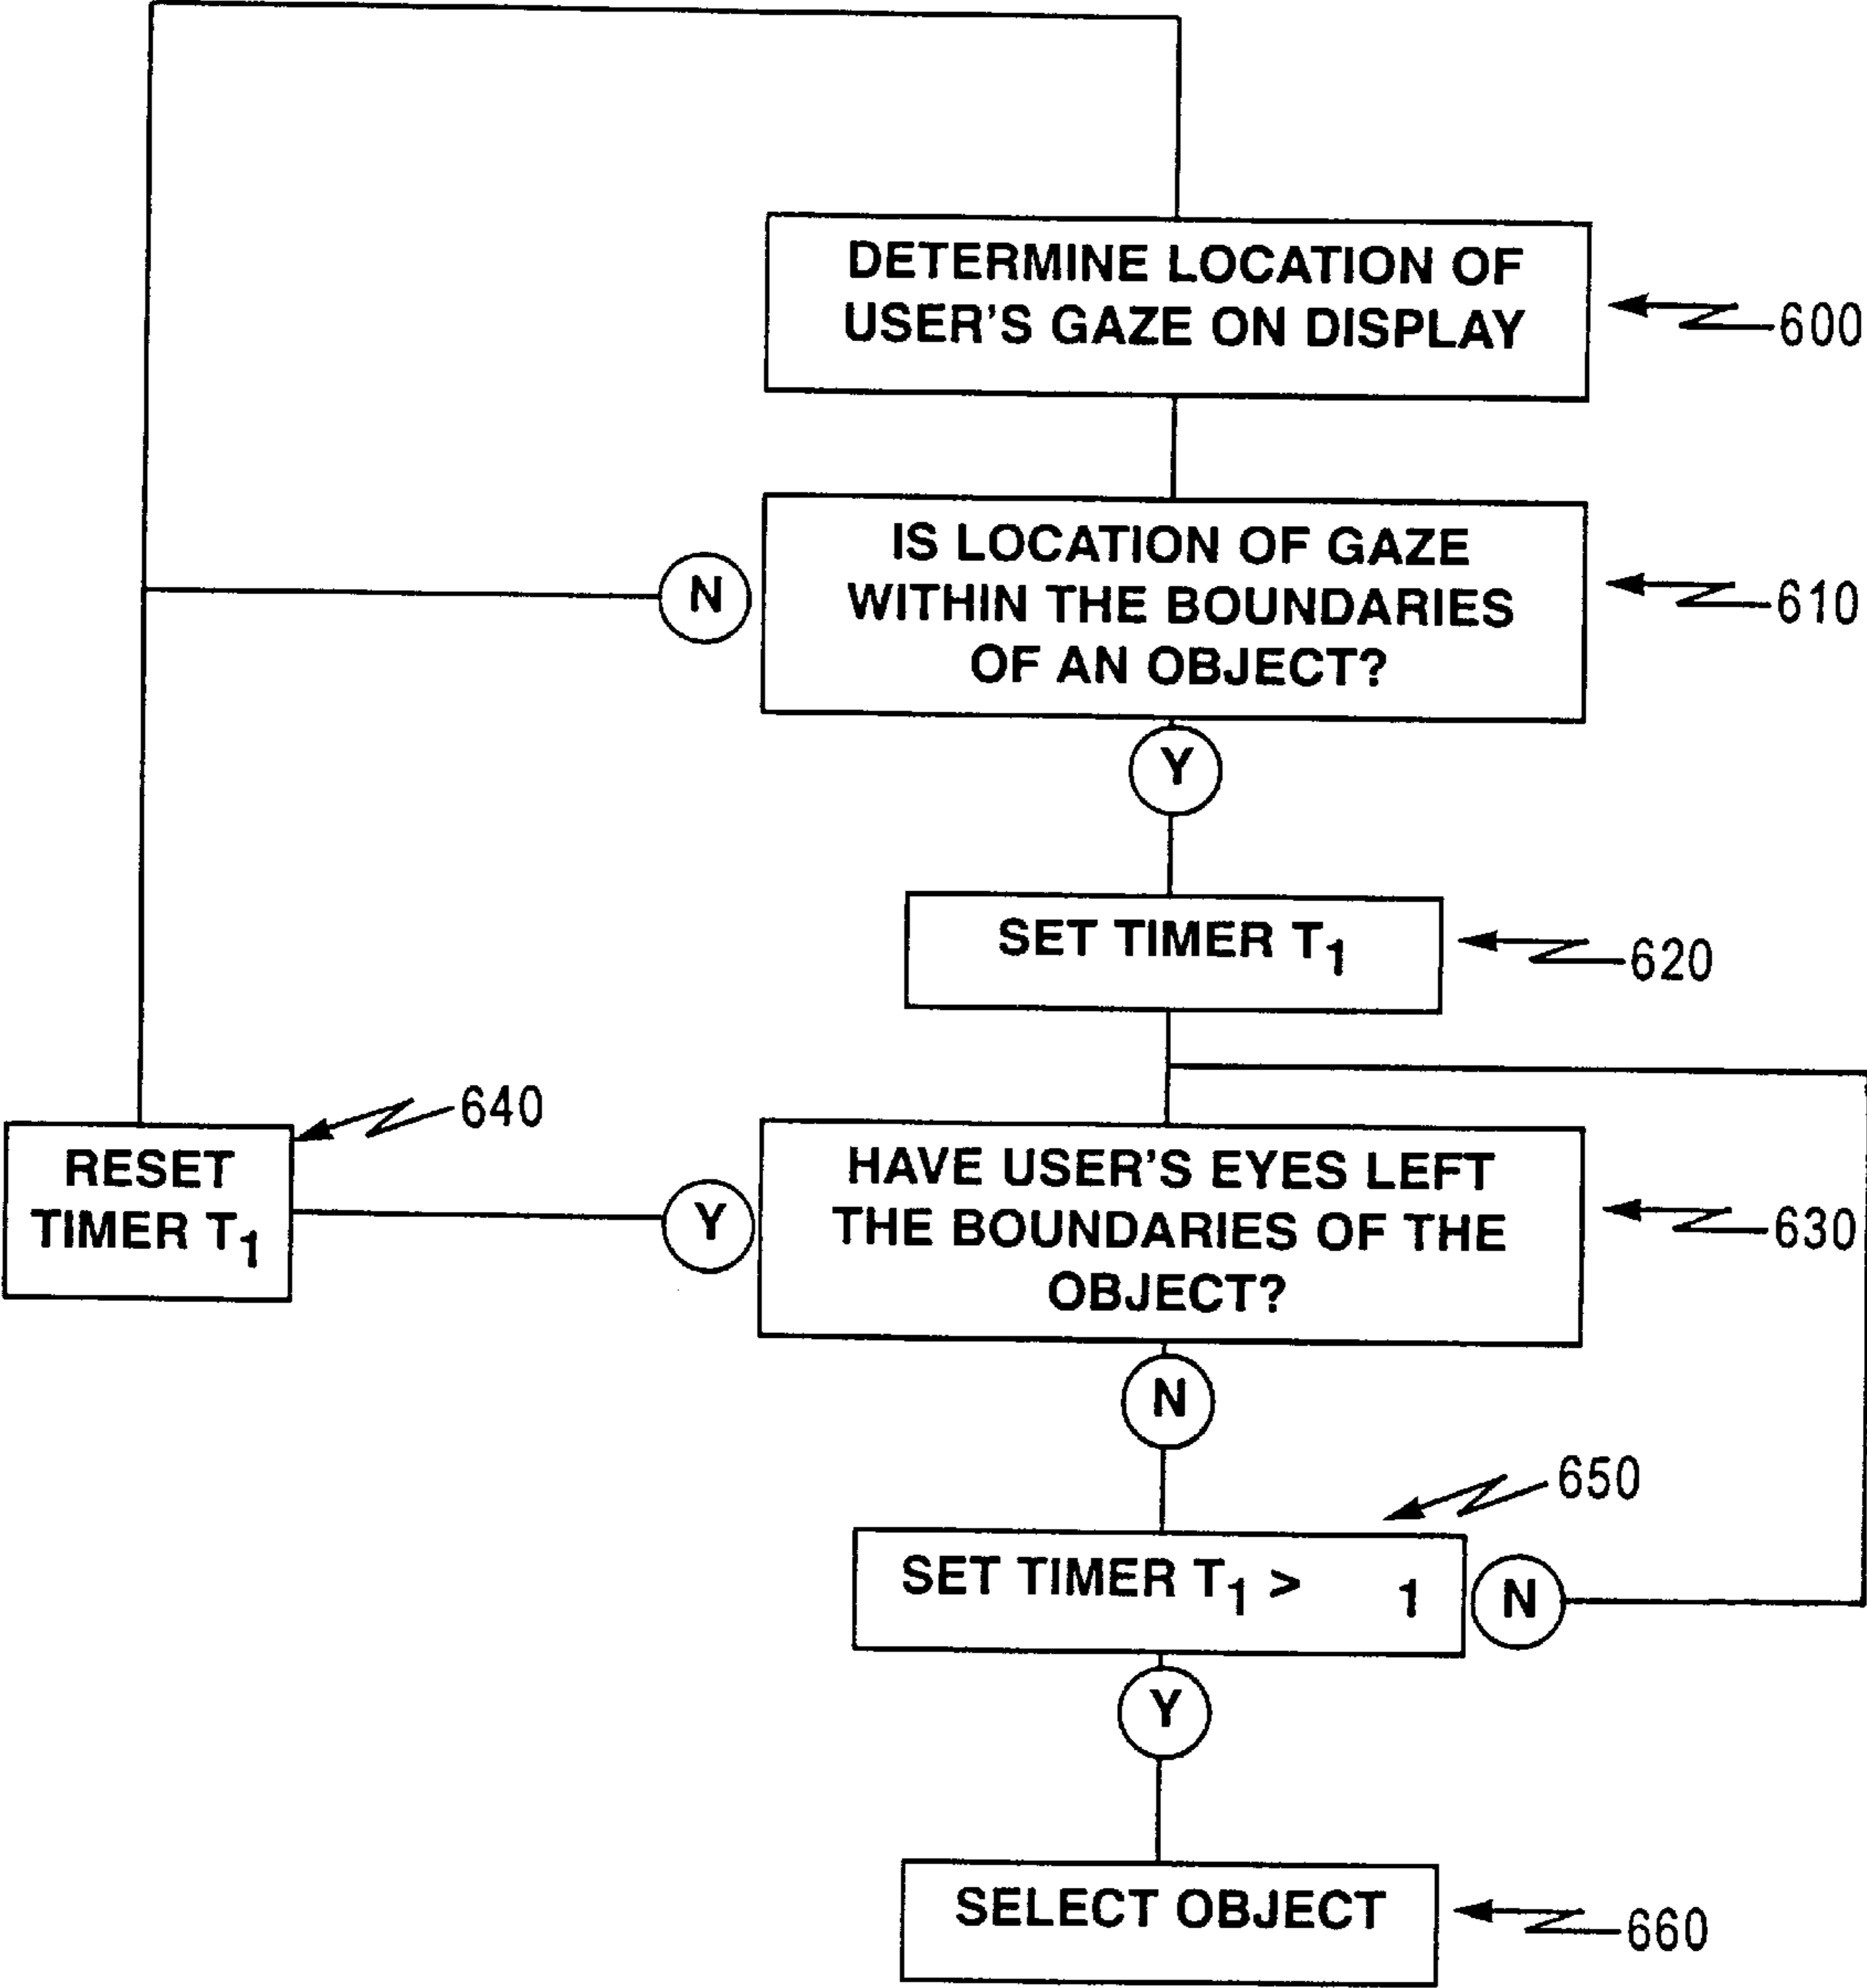 DETERMINE LOCATION OF
USER'S GAZE ON DISPLAY
600
IS LOCATION OF GAZE
WITHIN THE BOUNDARIES
OF AN OBJECT?
610
N
Y
SET TIMER T1
620
640
RESET
TIMER T1
Y
HAVE USER'S EYES LEFT
THE BOUNDARIES OF THE
OBJECT?
630
N
650
SET TIMER T1 > 1
N
Y
SELECT OBJECT
660